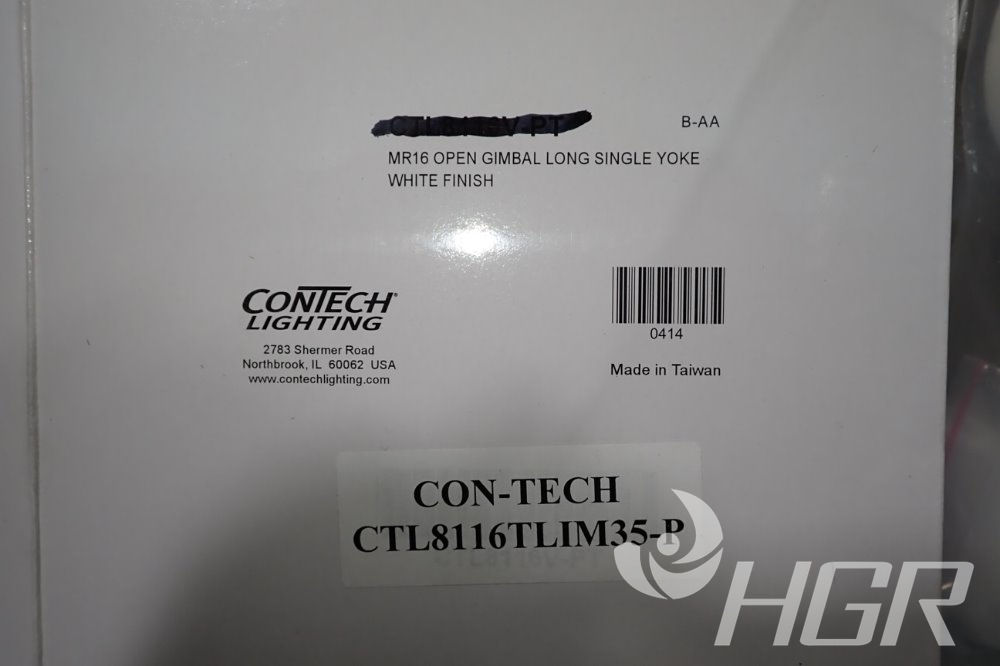 B-AA
MR16 OPEN GIMBAL LONG SINGLE YOKE
WHITE FINISH
CONTECH®
LIGHTING
2783 Shermer Road
Northbrook, IL 60062 USA
www.contechlighting.com
0414
Made in Taiwan
CON-TECH
CTL8116TLIM35-P
HGR